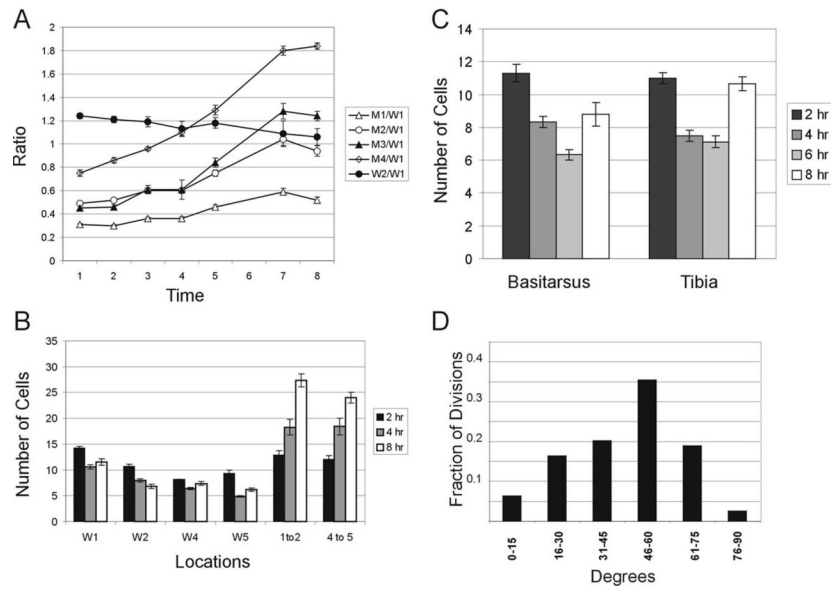 A
2
1.8
1.6
1.4
1.2
1
0.8
0.6
0.4
0.2
0
Ratio
1 2 3 4 5 7 8
Time
M1/W1
M2/W1
M3/W1
M4/W1
W2/W1
B
35
30
25
20
15
10
5
0
Number of Cells
W1 W2 W4 W5 1to2 4 to 5
Locations
2 hr
4 hr
8 hr
C
14
12
10
8
6
4
2
0
Number of Cells
Basitarsus Tibia
2 hr
4 hr
6 hr
8 hr
D
0.4
0.3
0.2
0.1
Fraction of Divisions
0-15 16-30 31-45 46-60 61-75 76-90
Degrees